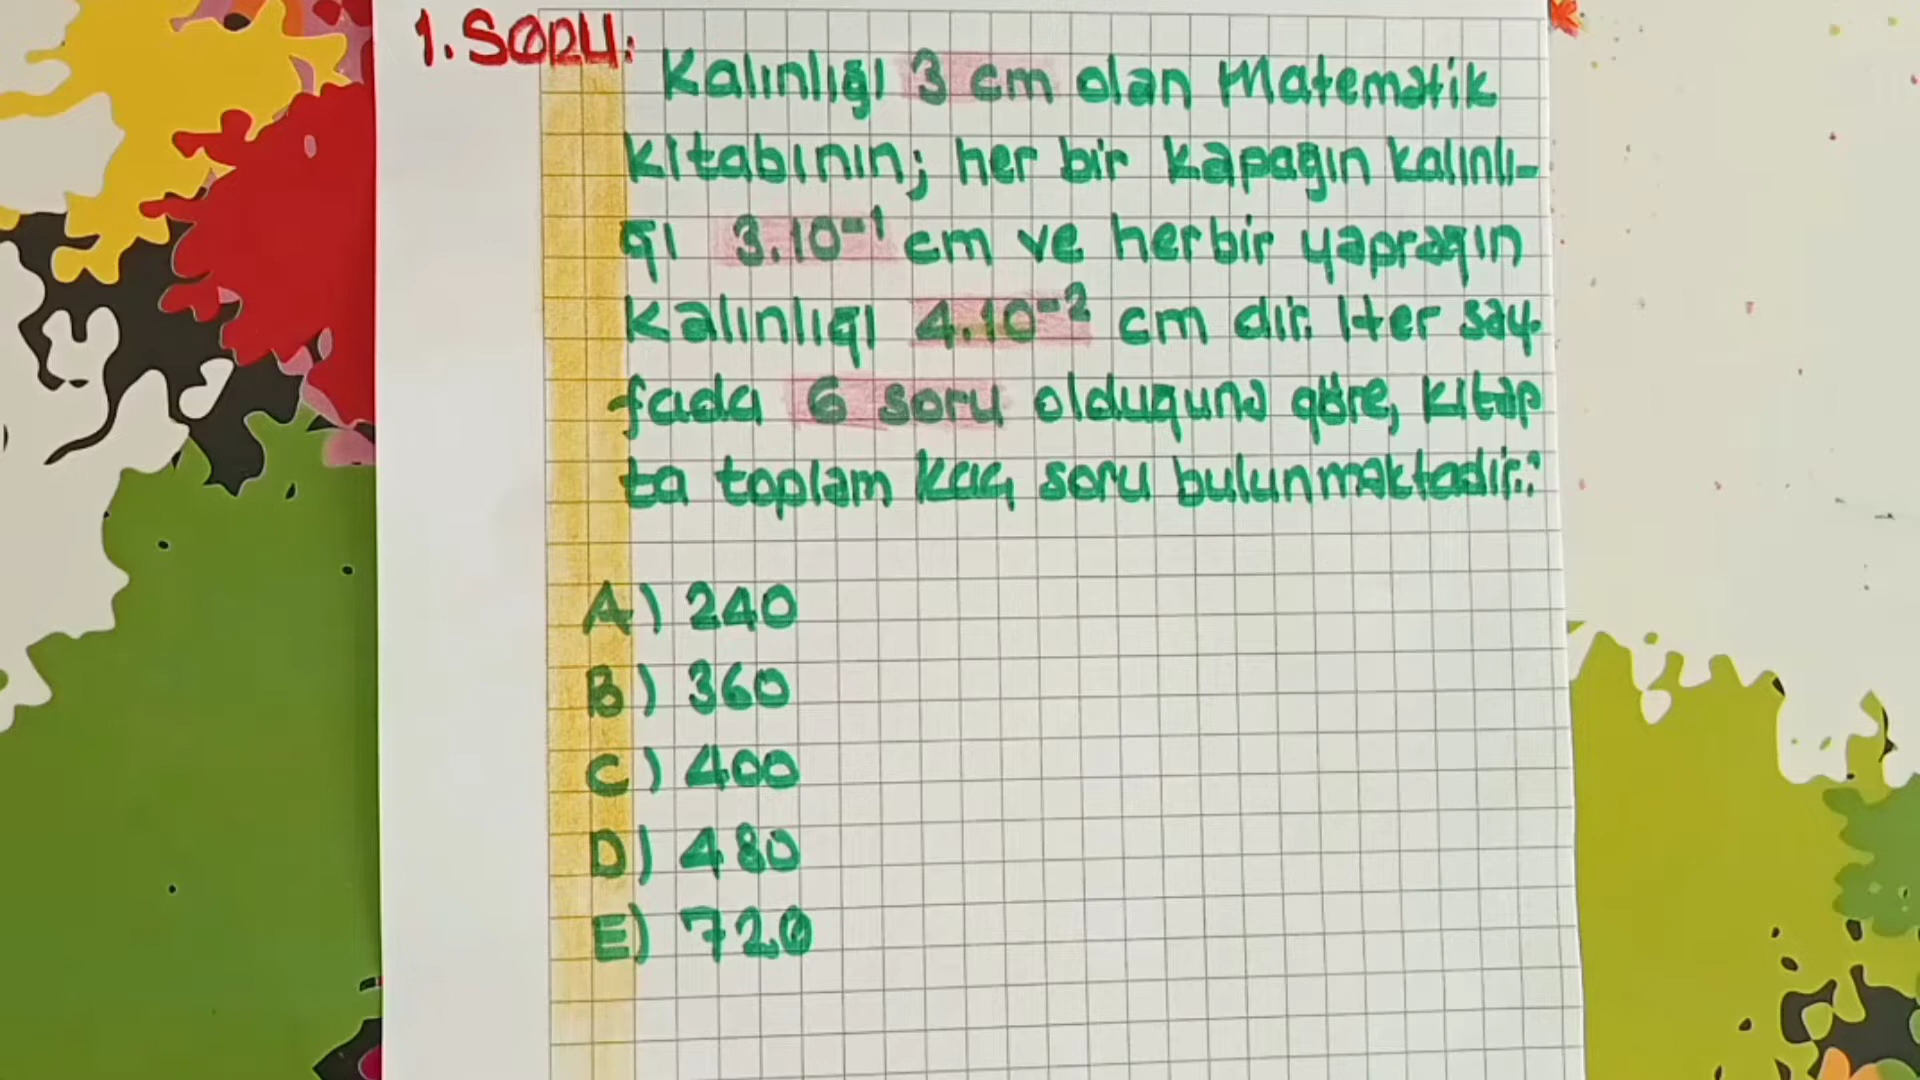 1. SORU:
Kalınlığı 3 cm olan Matematik
kitabının; her bir kapağın kalınlı-
ğı 3.10⁻¹ cm ve herbir yaprağın
kalınlığı 4.10⁻² cm dir. Her say-
fada 6 soru olduğuna göre, kitap
ta toplam kaç soru bulunmaktadır?
A) 240
B) 360
C) 400
D) 480
E) 720